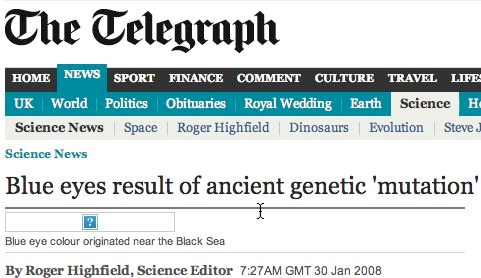 The Telegraph
HOME NEWS SPORT FINANCE COMMENT CULTURE TRAVEL
UK World Politics Obituaries Royal Wedding Earth Science
Science News Space Roger Highfield Dinosaurs Evolution Steve J
Science News
Blue eyes result of ancient genetic 'mutation'
?
Blue eye colour originated near the Black Sea
By Roger Highfield, Science Editor 7:27AM GMT 30 Jan 2008